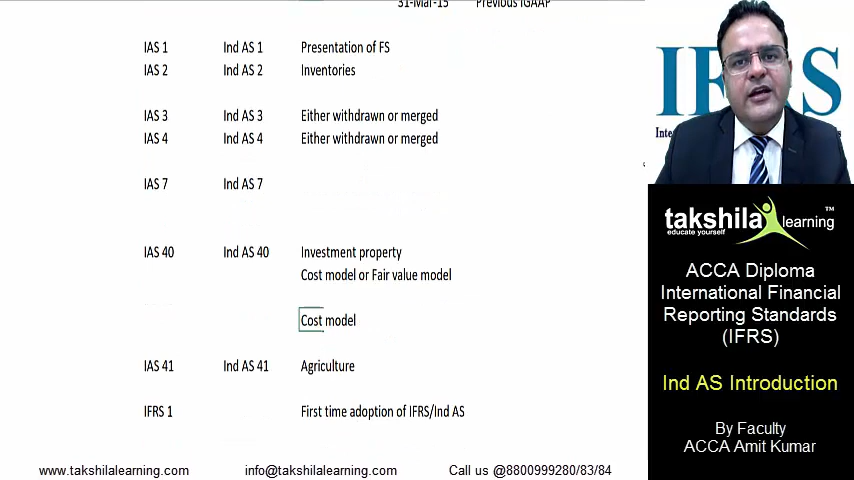 31-Mar-15 Previous IGAAP
IAS 1 Ind AS 1 Presentation of FS
IAS 2 Ind AS 2 Inventories
IAS 3 Ind AS 3 Either withdrawn or merged
IAS 4 Ind AS 4 Either withdrawn or merged
IAS 7 Ind AS 7
IAS 40 Ind AS 40 Investment property
Cost model or Fair value model
Cost model
IAS 41 Ind AS 41 Agriculture
IFRS 1 First time adoption of IFRS/Ind AS
www.takshilalearning.com info@takshilalearning.com Call us @8800999280/83/84
IFRS
takshila learning™
educate yourself
ACCA Diploma
International Financial
Reporting Standards
(IFRS)
Ind AS Introduction
By Faculty
ACCA Amit Kumar